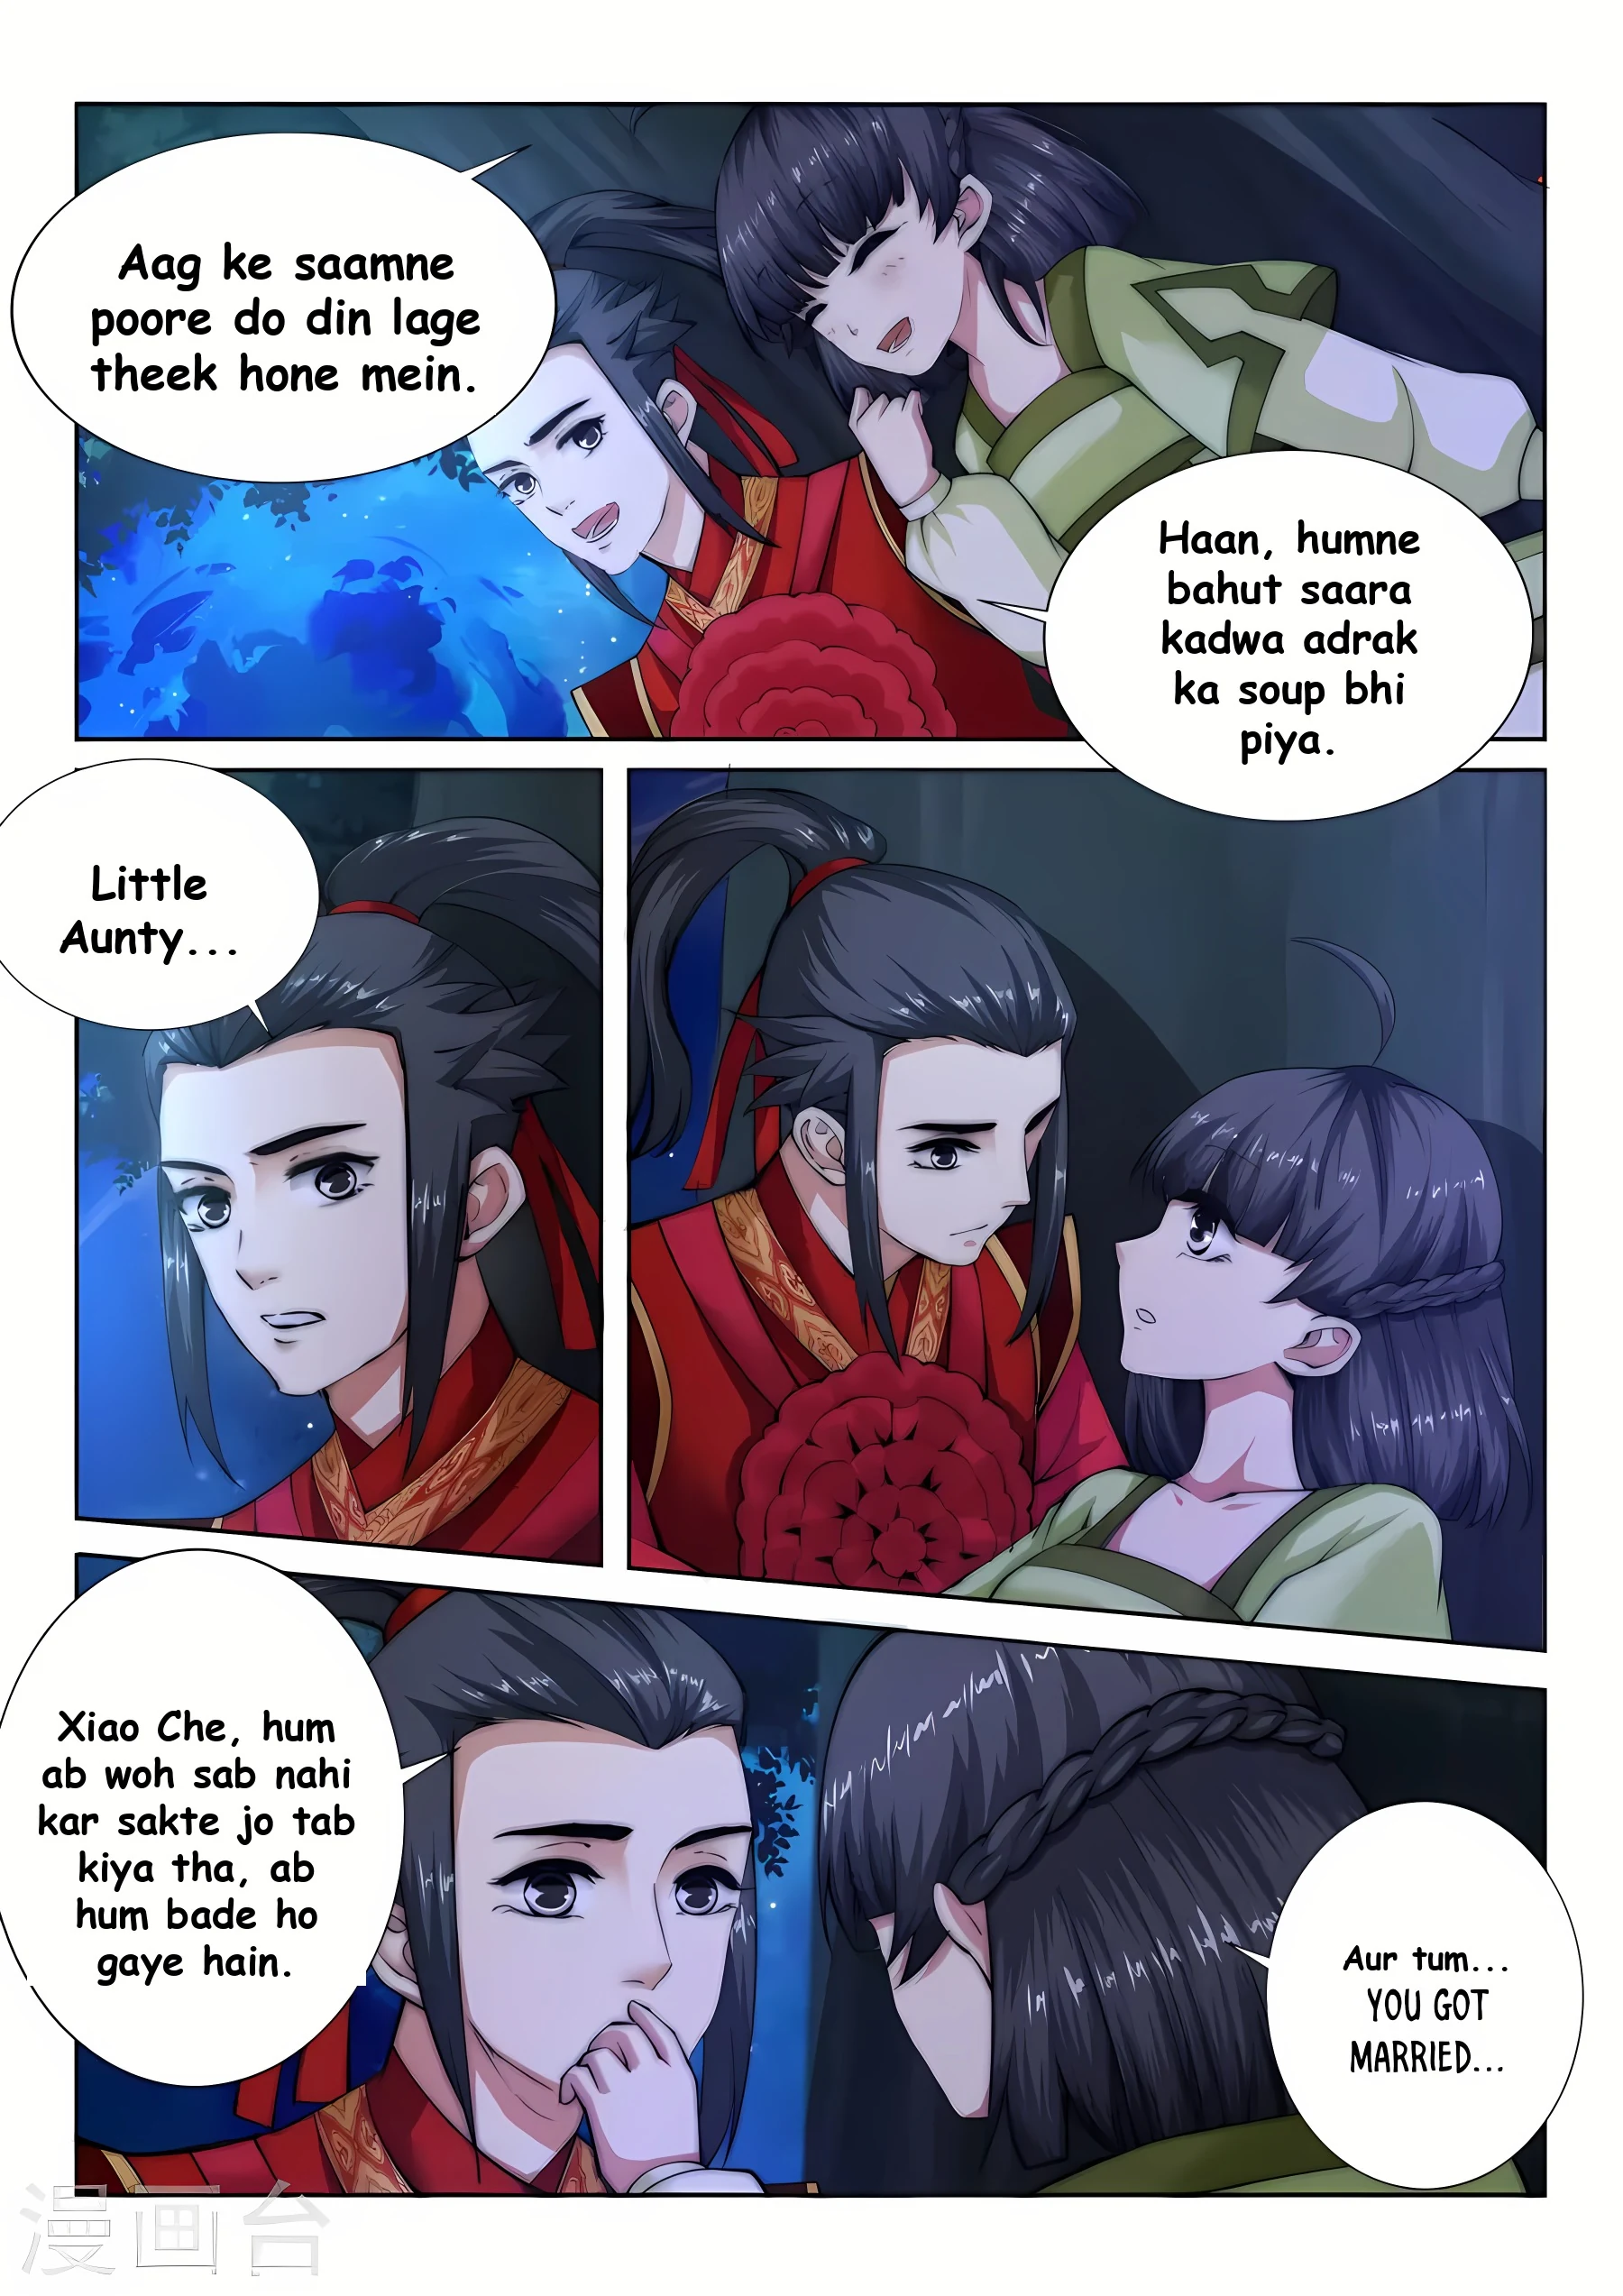 Aag ke saamne
poore do din lage
theek hone mein.
Haan, humne
bahut saara
kadwa adrak
ka soup bhi
piya.
Little
Aunty...
Xiao Che, hum
ab woh sab nahi
kar sakte jo tab
kiya tha, ab
hum bade ho
gaye hain.
Aur tum...
YOU GOT
MARRIED...
漫画台